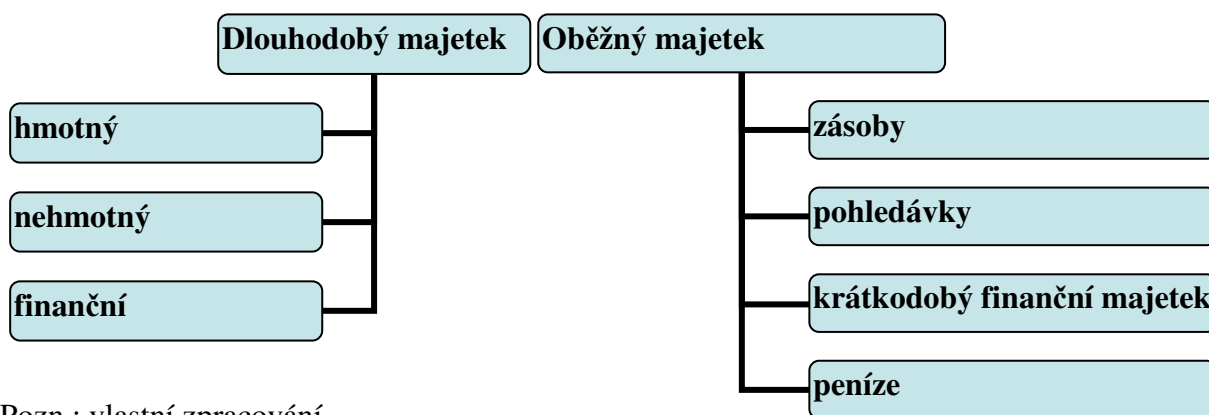 Dlouhodobý majetek
hmotný
nehmotný
finanční
Oběžný majetek
zásoby
pohledávky
krátkodobý finanční majetek
peníze
Pozn.: vlastní zpracování